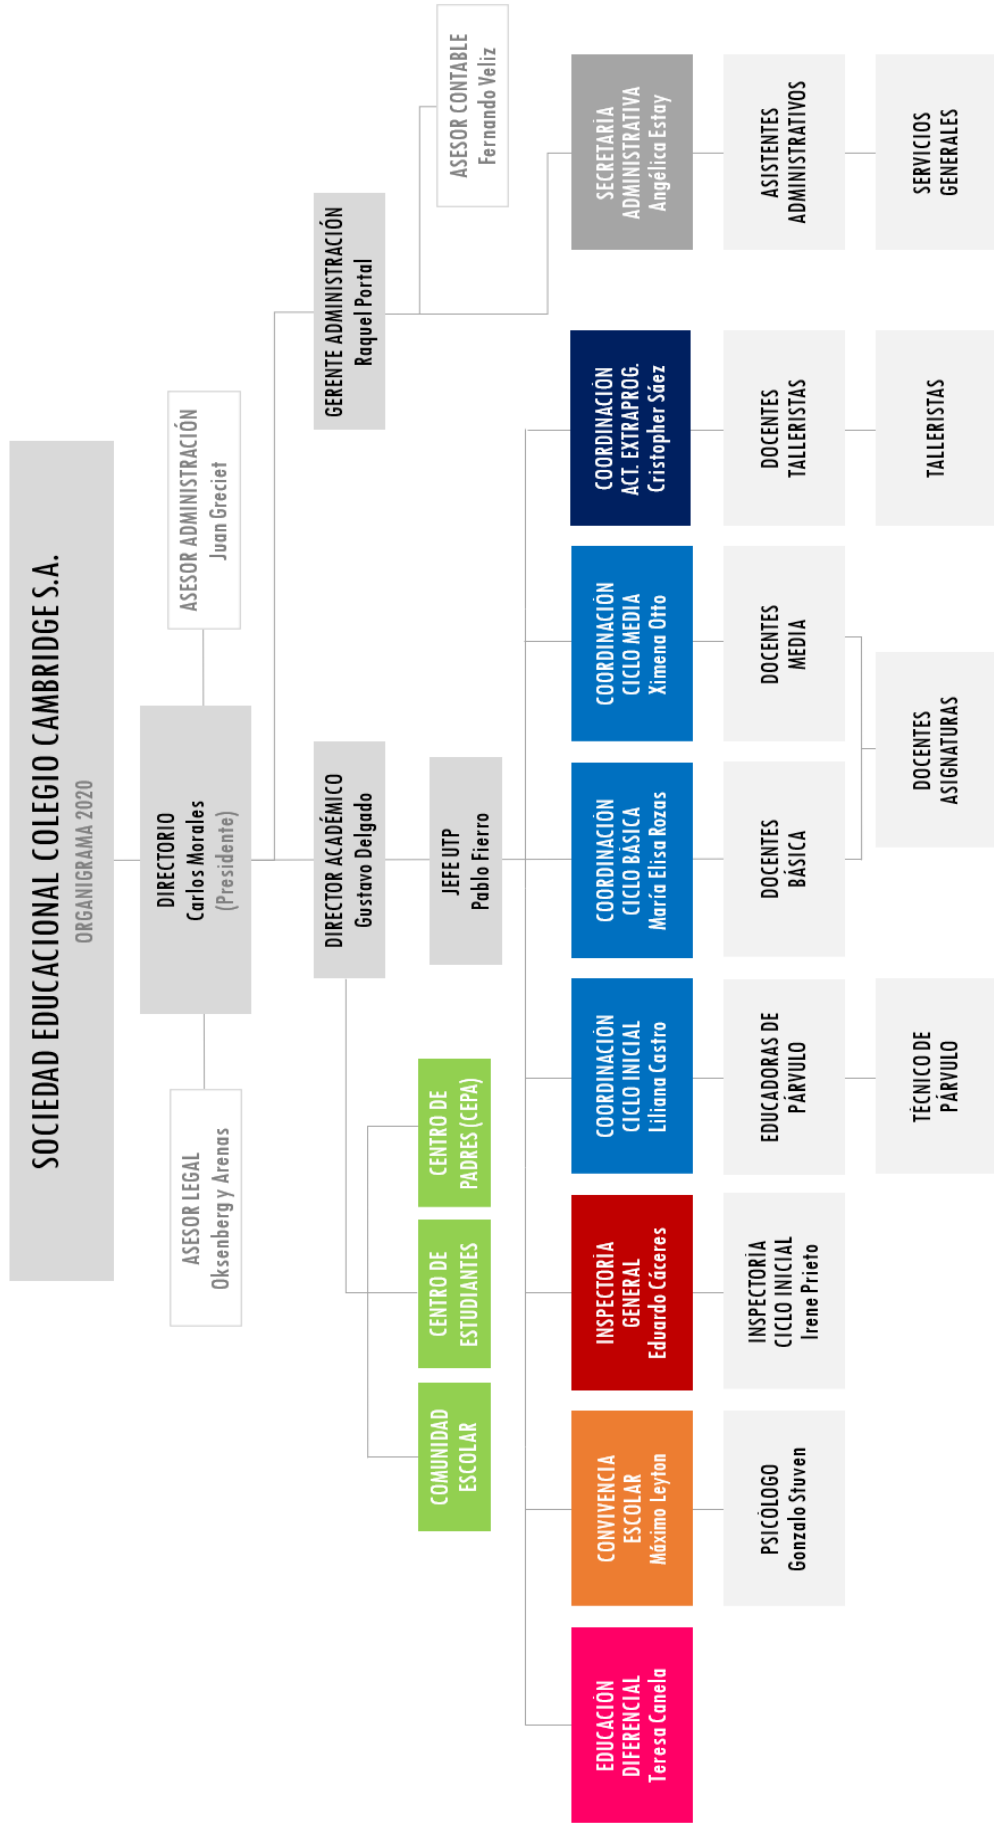 SOCIEDAD EDUCACIONAL COLEGIO CAMBRIDGE S.A.
ORGANIGRAMA 2020
ASESOR LEGAL
Oksenberg y Arenas
DIRECTORIO
Carlos Morales
(Presidente)
ASESOR ADMINISTRACIÓN
Juan Greciet
DIRECTOR ACADÉMICO
Gustavo Delgado
GERENTE ADMINISTRACIÓN
Raquel Portal
COMUNIDAD
ESCOLAR
CENTRO DE
ESTUDIANTES
CENTRO DE
PADRES (CEPA)
JEFE UTP
Pablo Fierro
ASESOR CONTABLE
Fernando Veliz
EDUCACIÓN
DIFERENCIAL
Teresa Canela
CONVIVENCIA
ESCOLAR
Máximo Leyton
INSPECTORÍA
GENERAL
Eduardo Cáceres
COORDINACIÓN
CICLO INICIAL
Liliana Castro
COORDINACIÓN
CICLO BÁSICA
María Elisa Rozas
COORDINACIÓN
CICLO MEDIA
Ximena Otto
COORDINACIÓN
ACT. EXTRAPROG.
Cristopher Sáez
SECRETARÍA
ADMINISTRATIVA
Angélica Estay
PSICÓLOGO
Gonzalo Stuven
INSPECTORÍA
CICLO INICIAL
Irene Prieto
EDUCADORAS DE
PÁRVULO
DOCENTES
BÁSICA
DOCENTES
MEDIA
DOCENTES
TALLERISTAS
ASISTENTES
ADMINISTRATIVOS
TÉCNICO DE
PÁRVULO
DOCENTES
ASIGNATURAS
TALLERISTAS
SERVICIOS
GENERALES